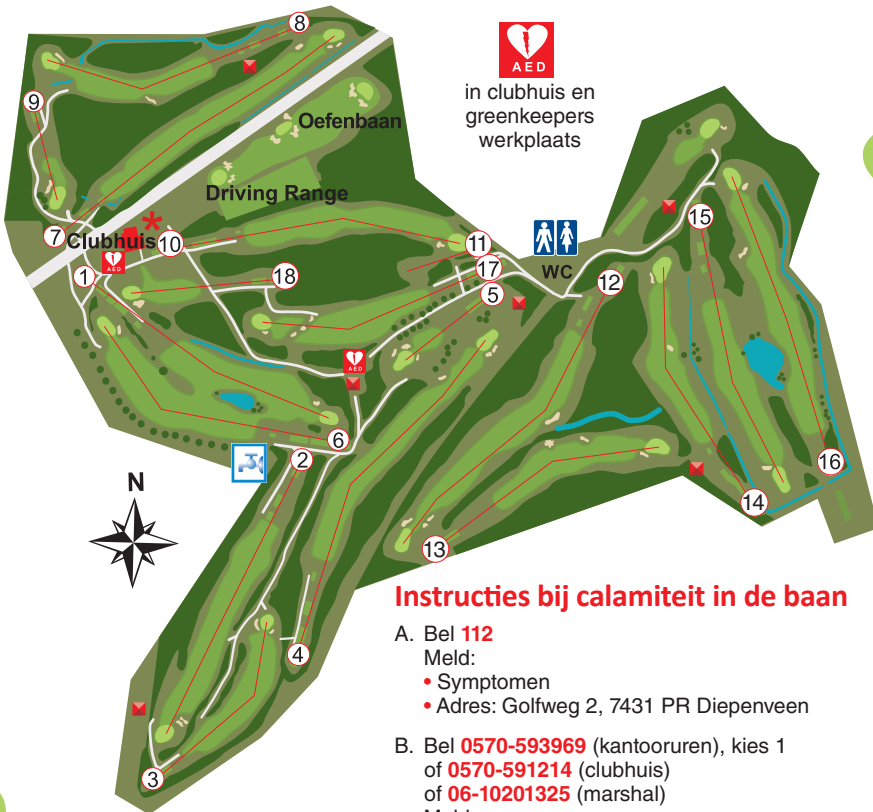 8
AED
in clubhuis en
greenkeepers
werkplaats
9
Oefenbaan
Driving Range
7
Clubhuis
*
10
11
15
AED
1
18
17
WC
5
12
AED
6
2
16
N
14
13
Instructies bij calamiteit in de baan
A. Bel 112
Meld:
• Symptomen
• Adres: Golfweg 2, 7431 PR Diepenveen
4
B. Bel 0570-593969 (kantooruren), kies 1
of 0570-591214 (clubhuis)
of 06-10201325 (marshal)
3